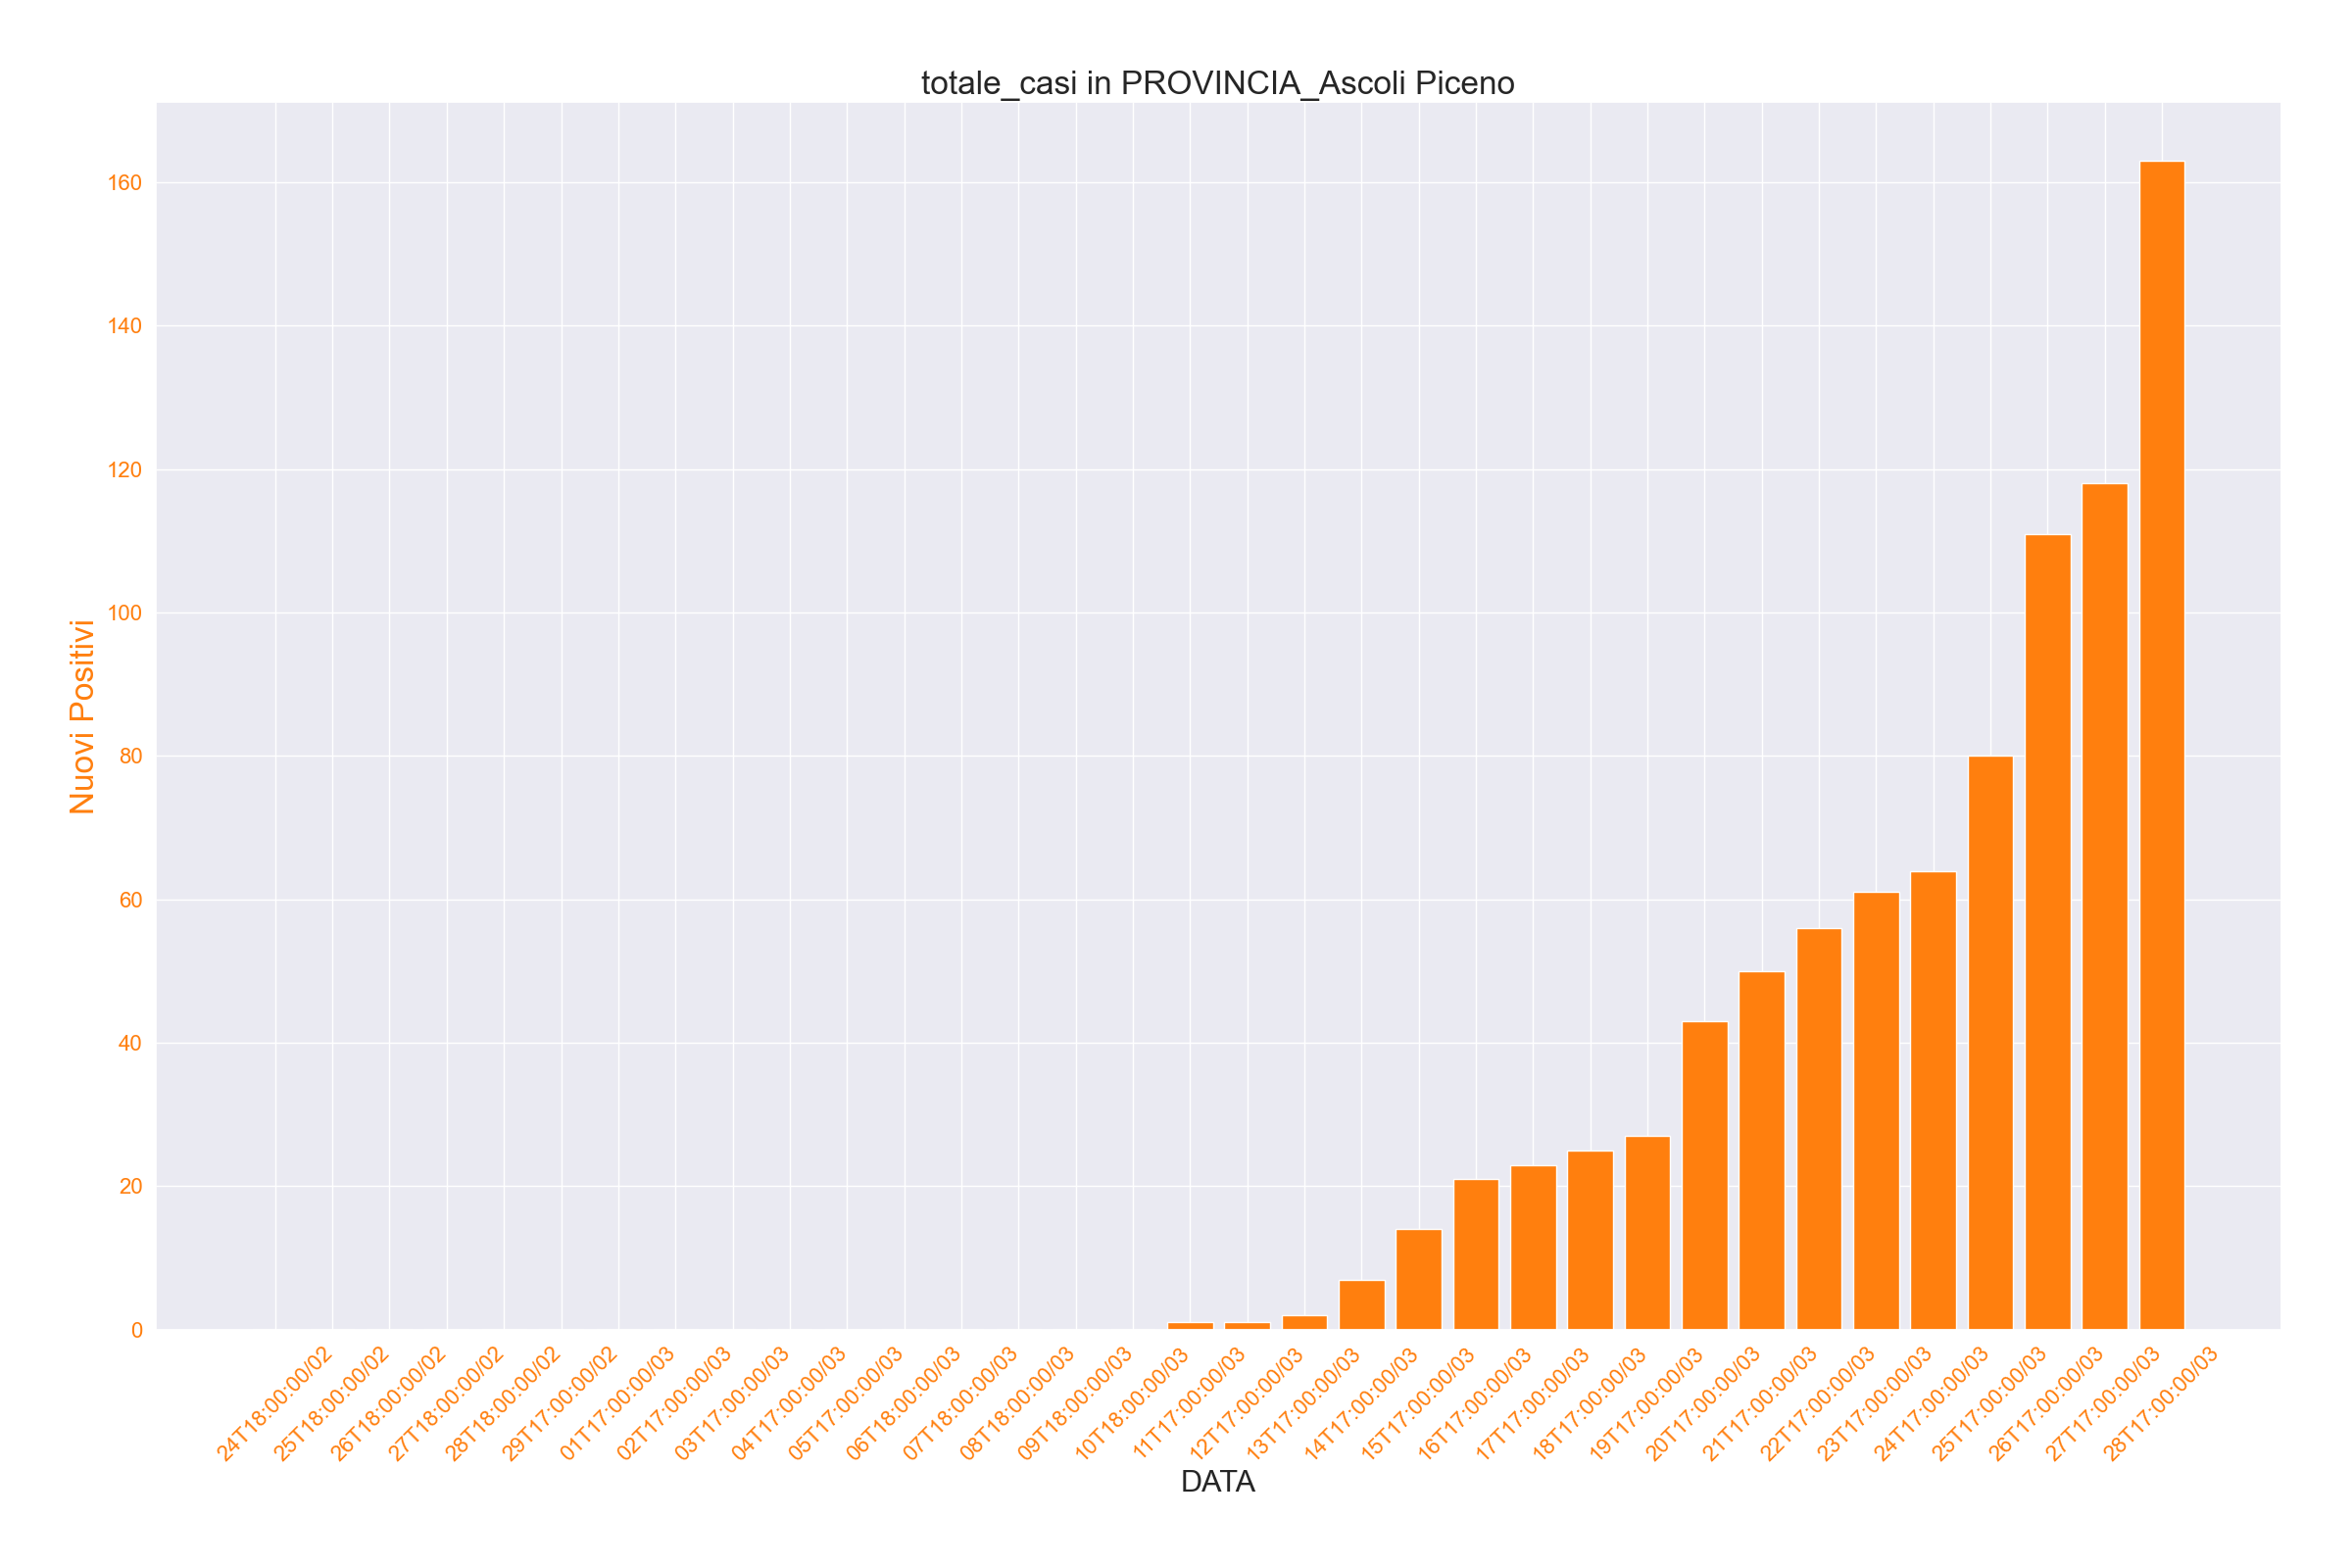 totale_casi in PROVINCIA_Ascoli Piceno
160
140
120
100
80
60
40
20
0
Nuovi Positivi
24T18:00:00/02
25T18:00:00/02
26T18:00:00/02
27T18:00:00/02
28T18:00:00/02
29T17:00:00/02
01T17:00:00/03
02T17:00:00/03
03T17:00:00/03
04T17:00:00/03
05T17:00:00/03
06T18:00:00/03
07T18:00:00/03
08T18:00:00/03
09T18:00:00/03
10T18:00:00/03
11T17:00:00/03
12T17:00:00/03
13T17:00:00/03
14T17:00:00/03
15T17:00:00/03
16T17:00:00/03
17T17:00:00/03
18T17:00:00/03
19T17:00:00/03
20T17:00:00/03
21T17:00:00/03
22T17:00:00/03
23T17:00:00/03
24T17:00:00/03
25T17:00:00/03
26T17:00:00/03
27T17:00:00/03
28T17:00:00/03
DATA